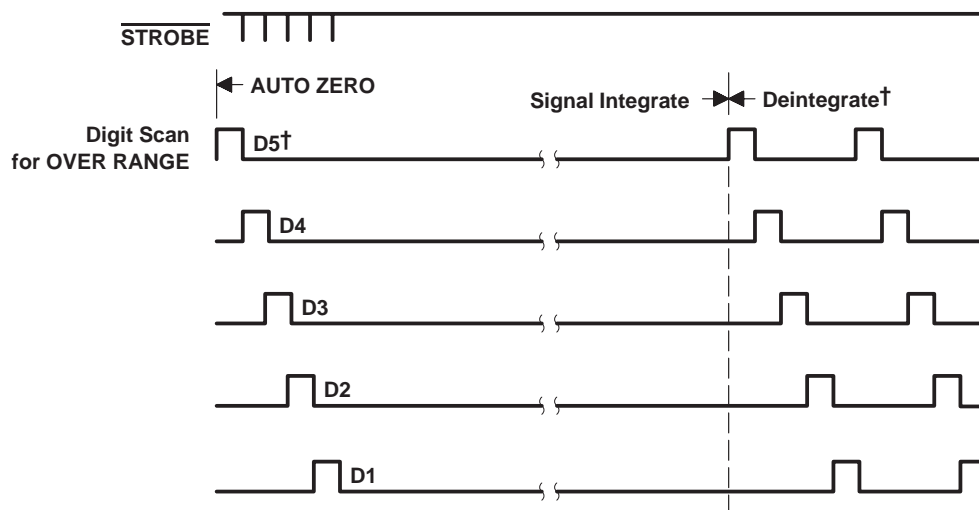 STROBE
AUTO ZERO
Signal Integrate
Deintegrate†
Digit Scan
for OVER RANGE
D5†
D4
D3
D2
D1